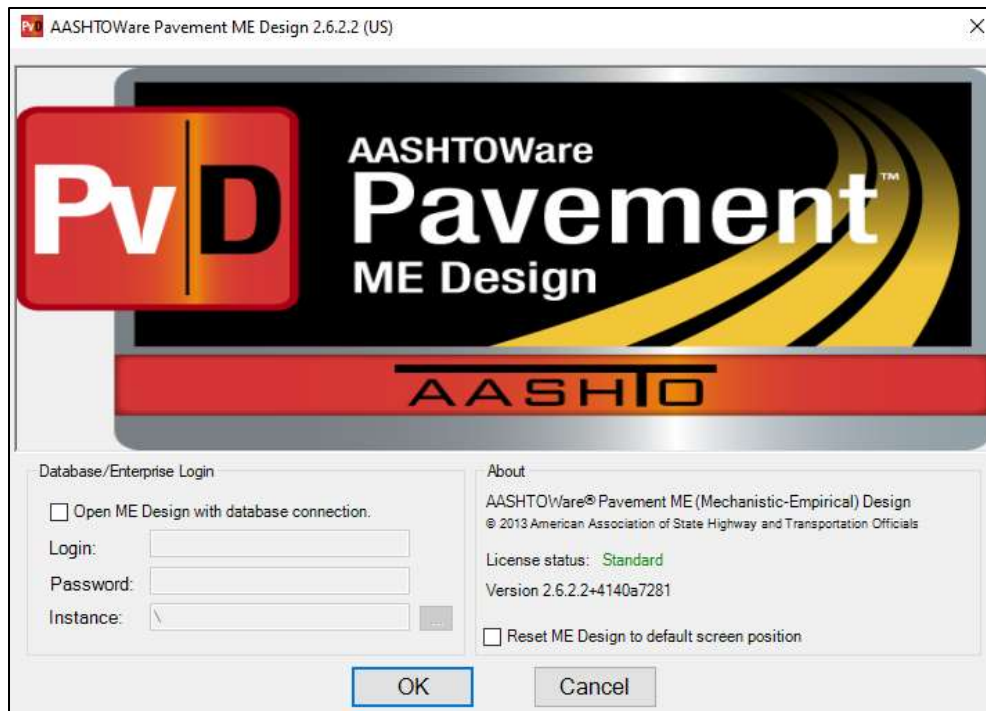 PvD AASHTOWare Pavement ME Design 2.6.2.2 (US)
PvD
AASHTOWare
Pavement™
ME Design
AASHTO
Database/Enterprise Login
Open ME Design with database connection.
Login:
Password:
Instance: \ ...
About
AASHTOWare® Pavement ME (Mechanistic-Empirical) Design
© 2013 American Association of State Highway and Transportation Officials
License status: Standard
Version 2.6.2.2+4140a7281
Reset ME Design to default screen position
OK
Cancel